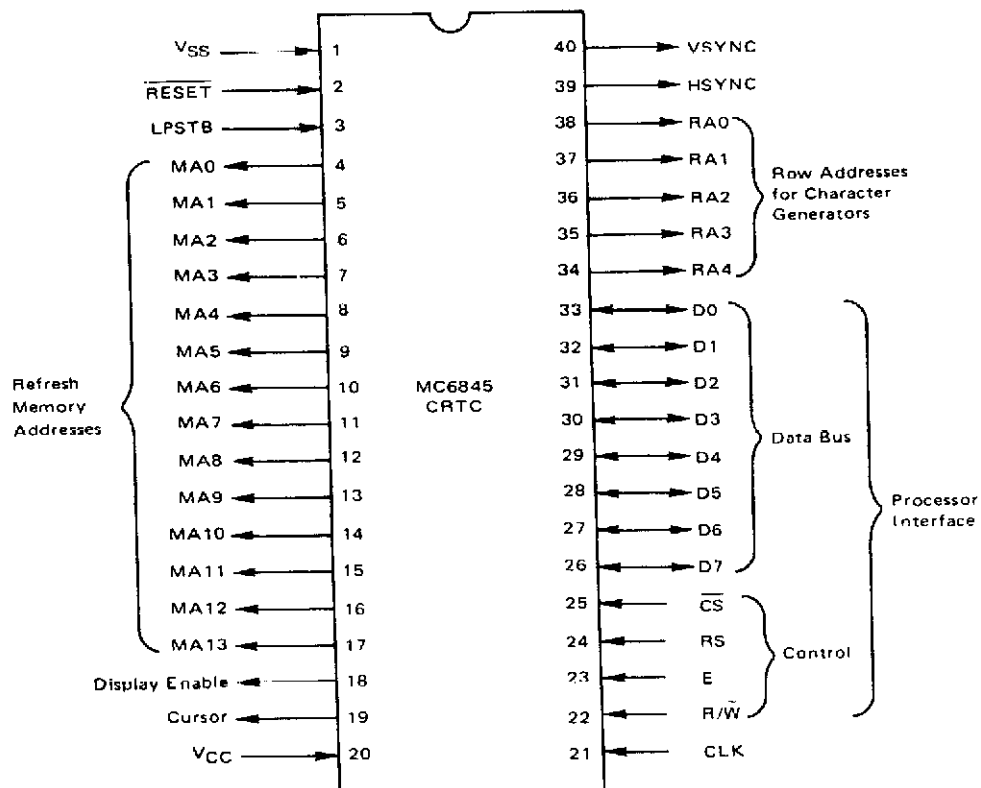 VSS 1
RESET 2
LPSTB 3
MA0 4
MA1 5
MA2 6
MA3 7
MA4 8
MA5 9
MA6 10
MA7 11
MA8 12
MA9 13
MA10 14
MA11 15
MA12 16
MA13 17
Display Enable 18
Cursor 19
VCC 20
Refresh
Memory
Addresses
MC6845
CRTC
40 VSYNC
39 HSYNC
38 RA0
37 RA1
36 RA2
35 RA3
34 RA4
Row Addresses
for Character
Generators
33 D0
32 D1
31 D2
30 D3
29 D4
28 D5
27 D6
26 D7
Data Bus
25 CS
24 RS
23 E
22 R/W
Control
Processor
Interface
21 CLK